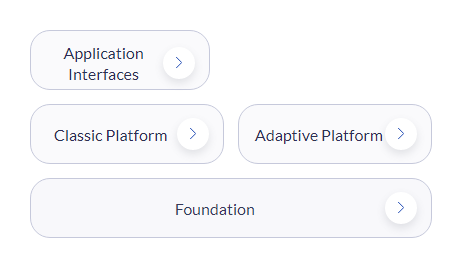 Application
Interfaces
Classic Platform
Adaptive Platform
Foundation